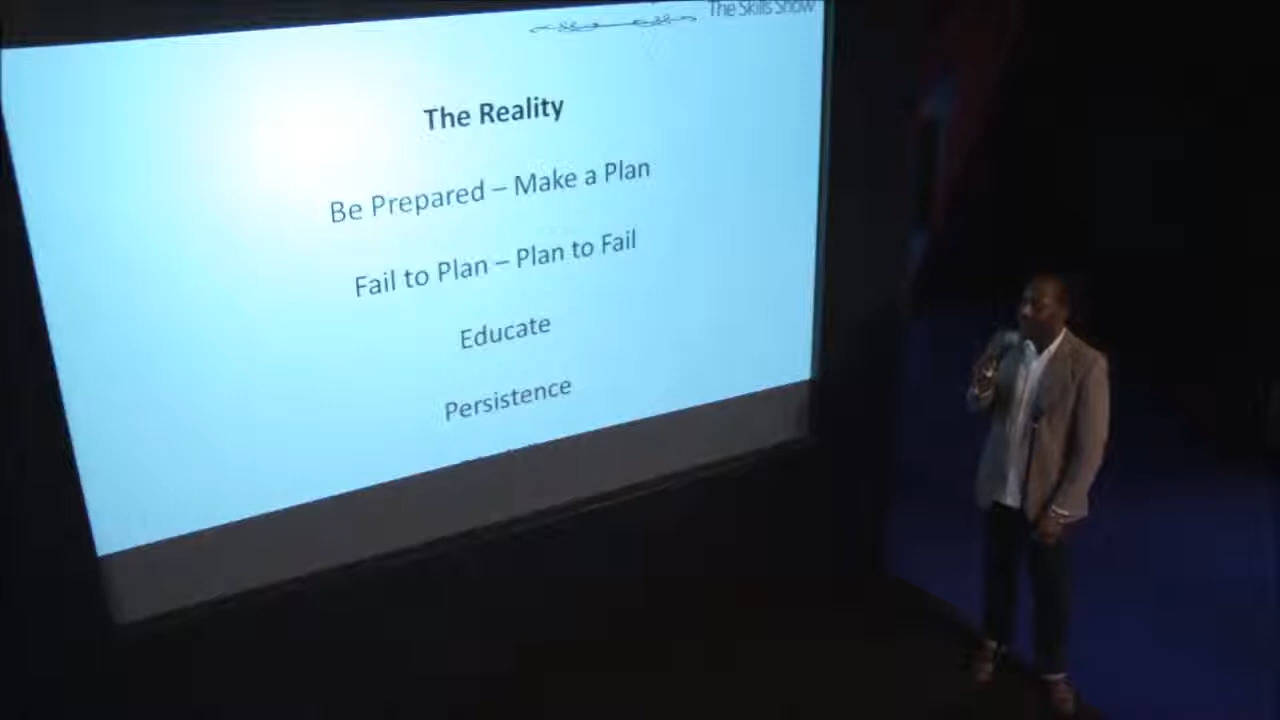 The Skills Show
The Reality
Be Prepared – Make a Plan
Fail to Plan – Plan to Fail
Educate
Persistence